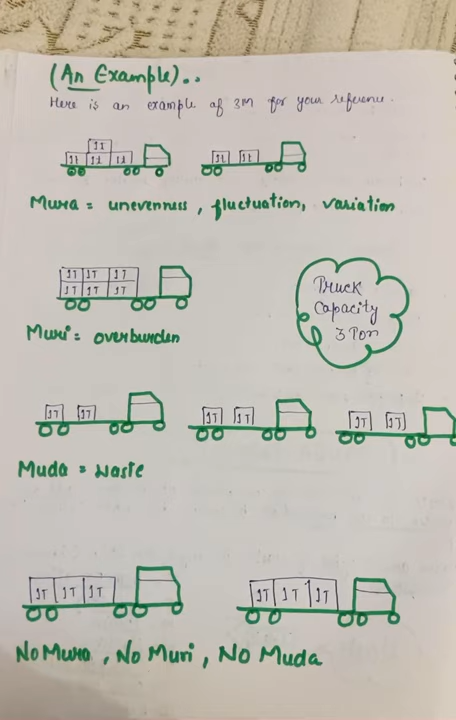 (An Example)..
Here is an example of 3M for your reference.
1t
1t 1t 1t
1t 1t
Mura = unevenness, fluctuation, variation
1T 1T 1T
1T 1T 1T
Truck
Capacity
3 Ton
Muri = overburden
1T 1T 1T 1T 1T 1T
Muda = waste
1T 1T 1T 1T 1T 1T
No Mura, No Muri, No Muda